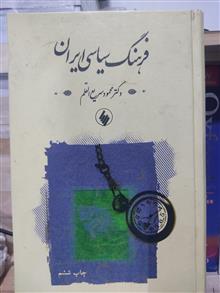 فرهنگ سیاسی ایران
دکتر محمود سریع القلم
چاپ ششم